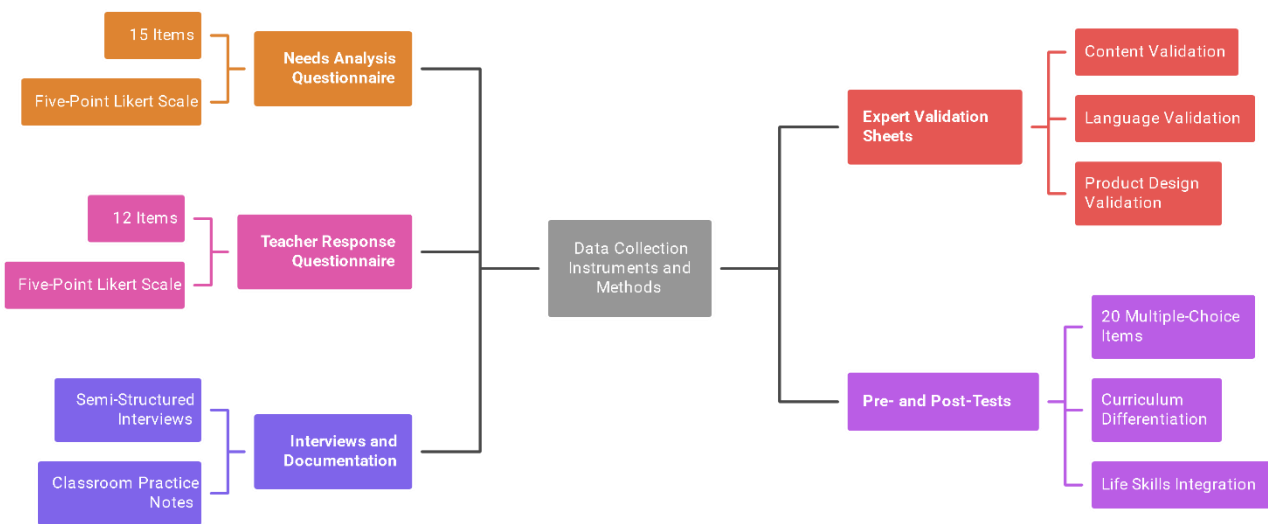 15 Items
Five-Point Likert Scale
Needs Analysis
Questionnaire
12 Items
Five-Point Likert Scale
Teacher Response
Questionnaire
Semi-Structured
Interviews
Classroom Practice
Notes
Interviews and
Documentation
Data Collection
Instruments and
Methods
Expert Validation
Sheets
Content Validation
Language Validation
Product Design
Validation
Pre- and Post-Tests
20 Multiple-Choice
Items
Curriculum
Differentiation
Life Skills Integration